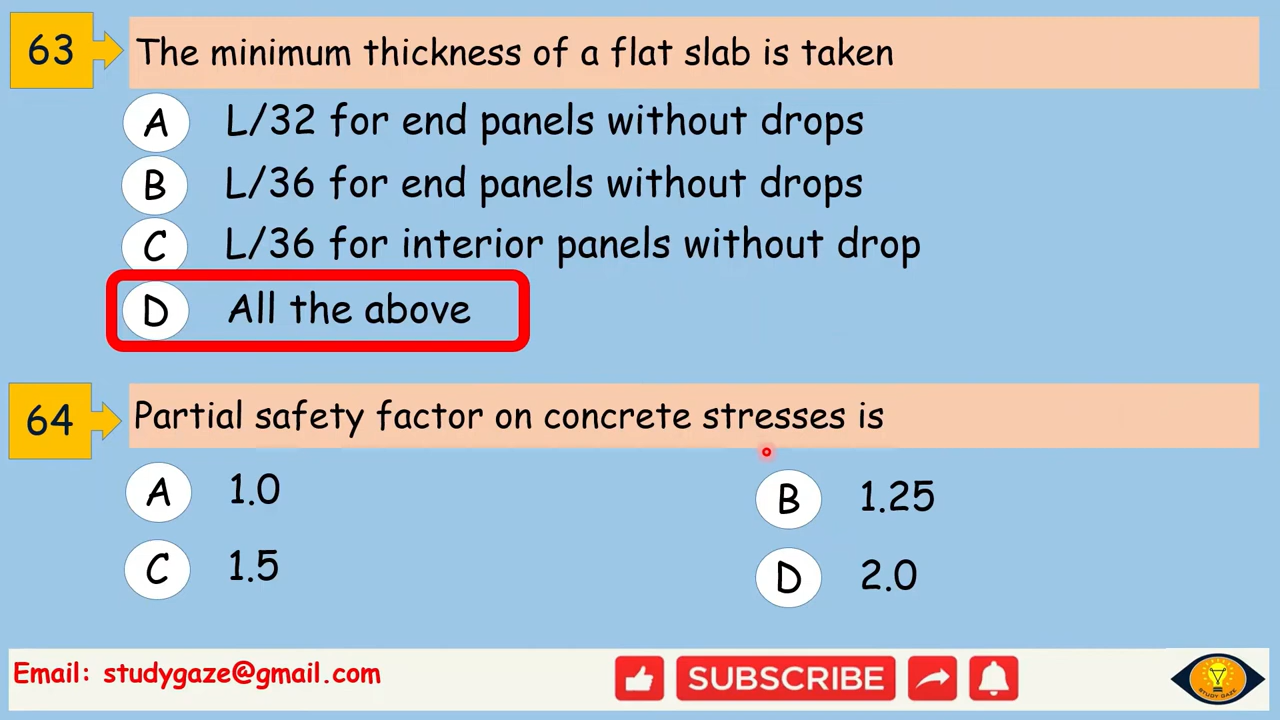 63 The minimum thickness of a flat slab is taken
A L/32 for end panels without drops
B L/36 for end panels without drops
C L/36 for interior panels without drop
D All the above
64 Partial safety factor on concrete stresses is
A 1.0
B 1.25
C 1.5
D 2.0
Email: studygaze@gmail.com
SUBSCRIBE
STUDY GAZE